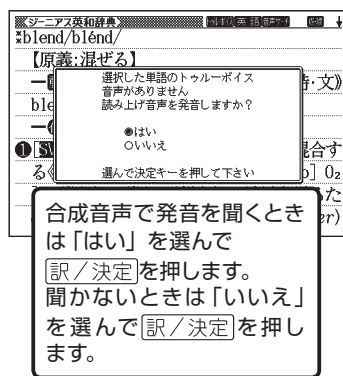 ジーニアス英和辞典
blend/blénd/
【原義:混ぜる】
選択した単語のトゥルーボイス
音声がありません
読み上げ音声を発音しますか？
◉はい
○いいえ
選んで決定キーを押して下さい
ble
❶
る
合成音声で発音を聞くとき
は「はい」を選んで
訳／決定を押します。
聞かないときは「いいえ」
を選んで訳／決定を押し
ます。